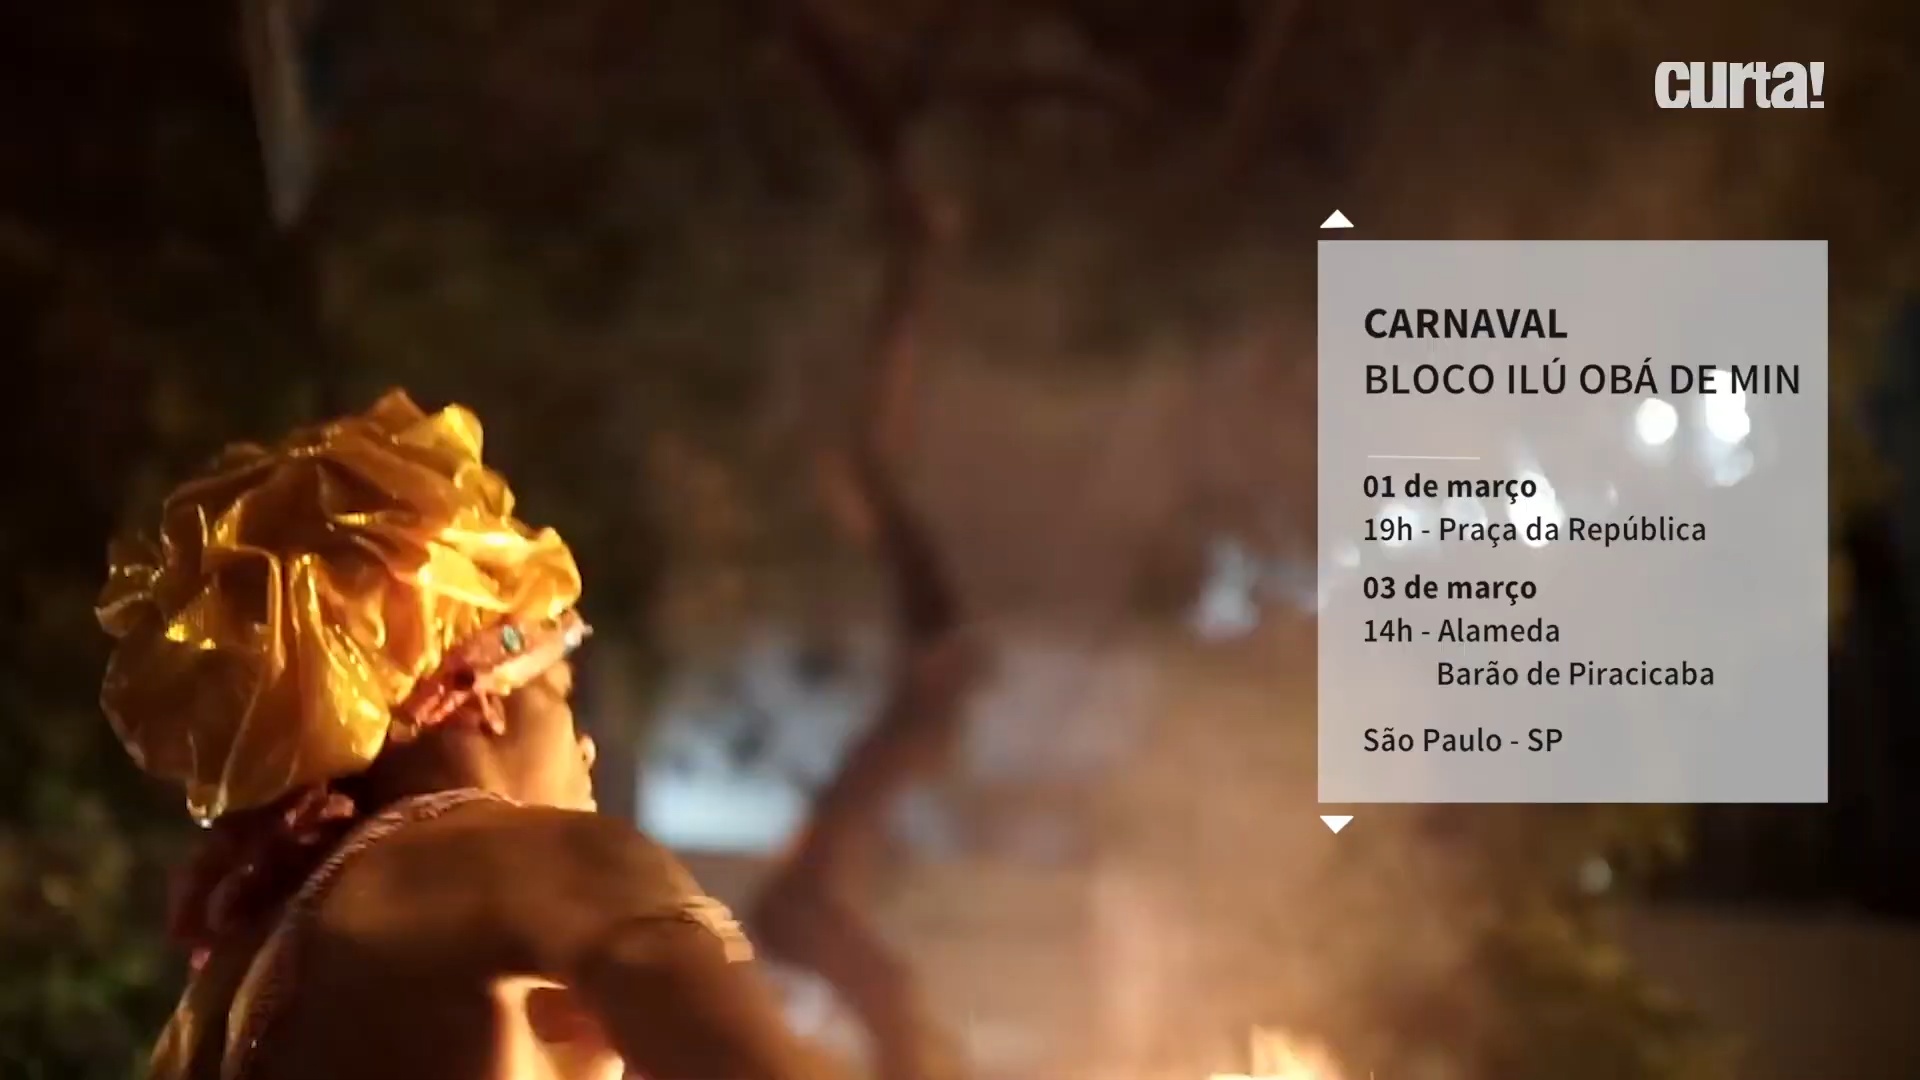 curta!
CARNAVAL
BLOCO ILÚ OBÁ DE MIN
01 de março
19h - Praça da República
03 de março
14h - Alameda
Barão de Piracicaba
São Paulo - SP